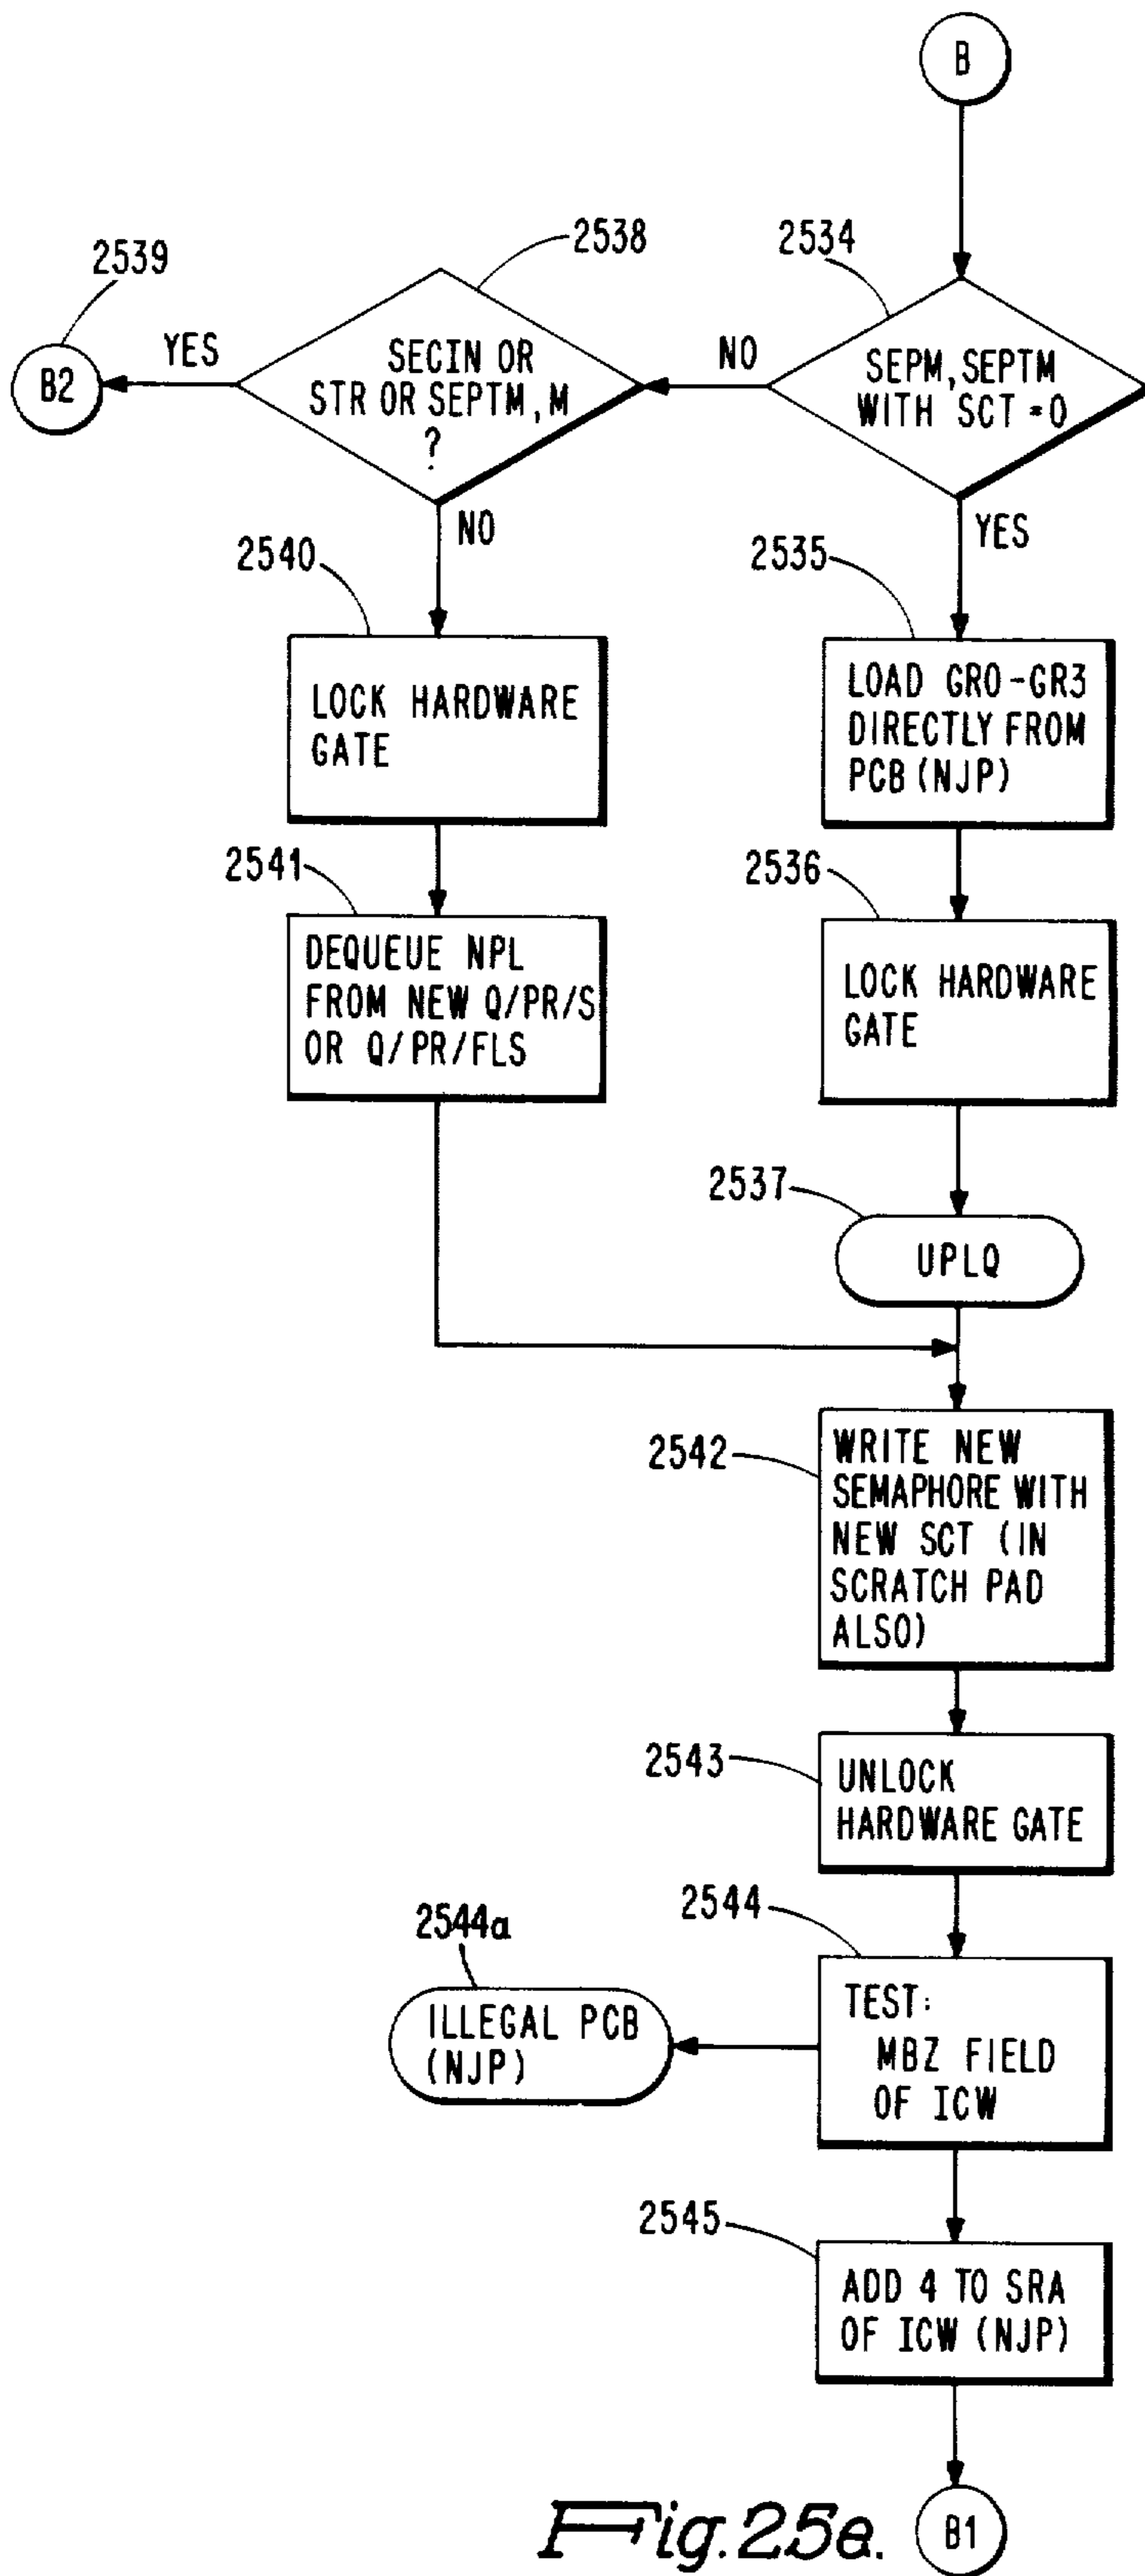 B
2534
SEPM, SEPTM
WITH SCT = 0
NO
YES
2538
SECIN OR
STR OR SEPTM, M
?
YES
NO
2539
B2
2540
LOCK HARDWARE
GATE
2535
LOAD GR0-GR3
DIRECTLY FROM
PCB (NJP)
2541
DEQUEUE NPL
FROM NEW Q/PR/S
OR Q/PR/FLS
2536
LOCK HARDWARE
GATE
2537
UPLQ
2542
WRITE NEW
SEMAPHORE WITH
NEW SCT (IN
SCRATCH PAD
ALSO)
2543
UNLOCK
HARDWARE GATE
2544
TEST:
MBZ FIELD
OF ICW
2544a
ILLEGAL PCB
(NJP)
2545
ADD 4 TO SRA
OF ICW (NJP)
B1
Fig. 25e.